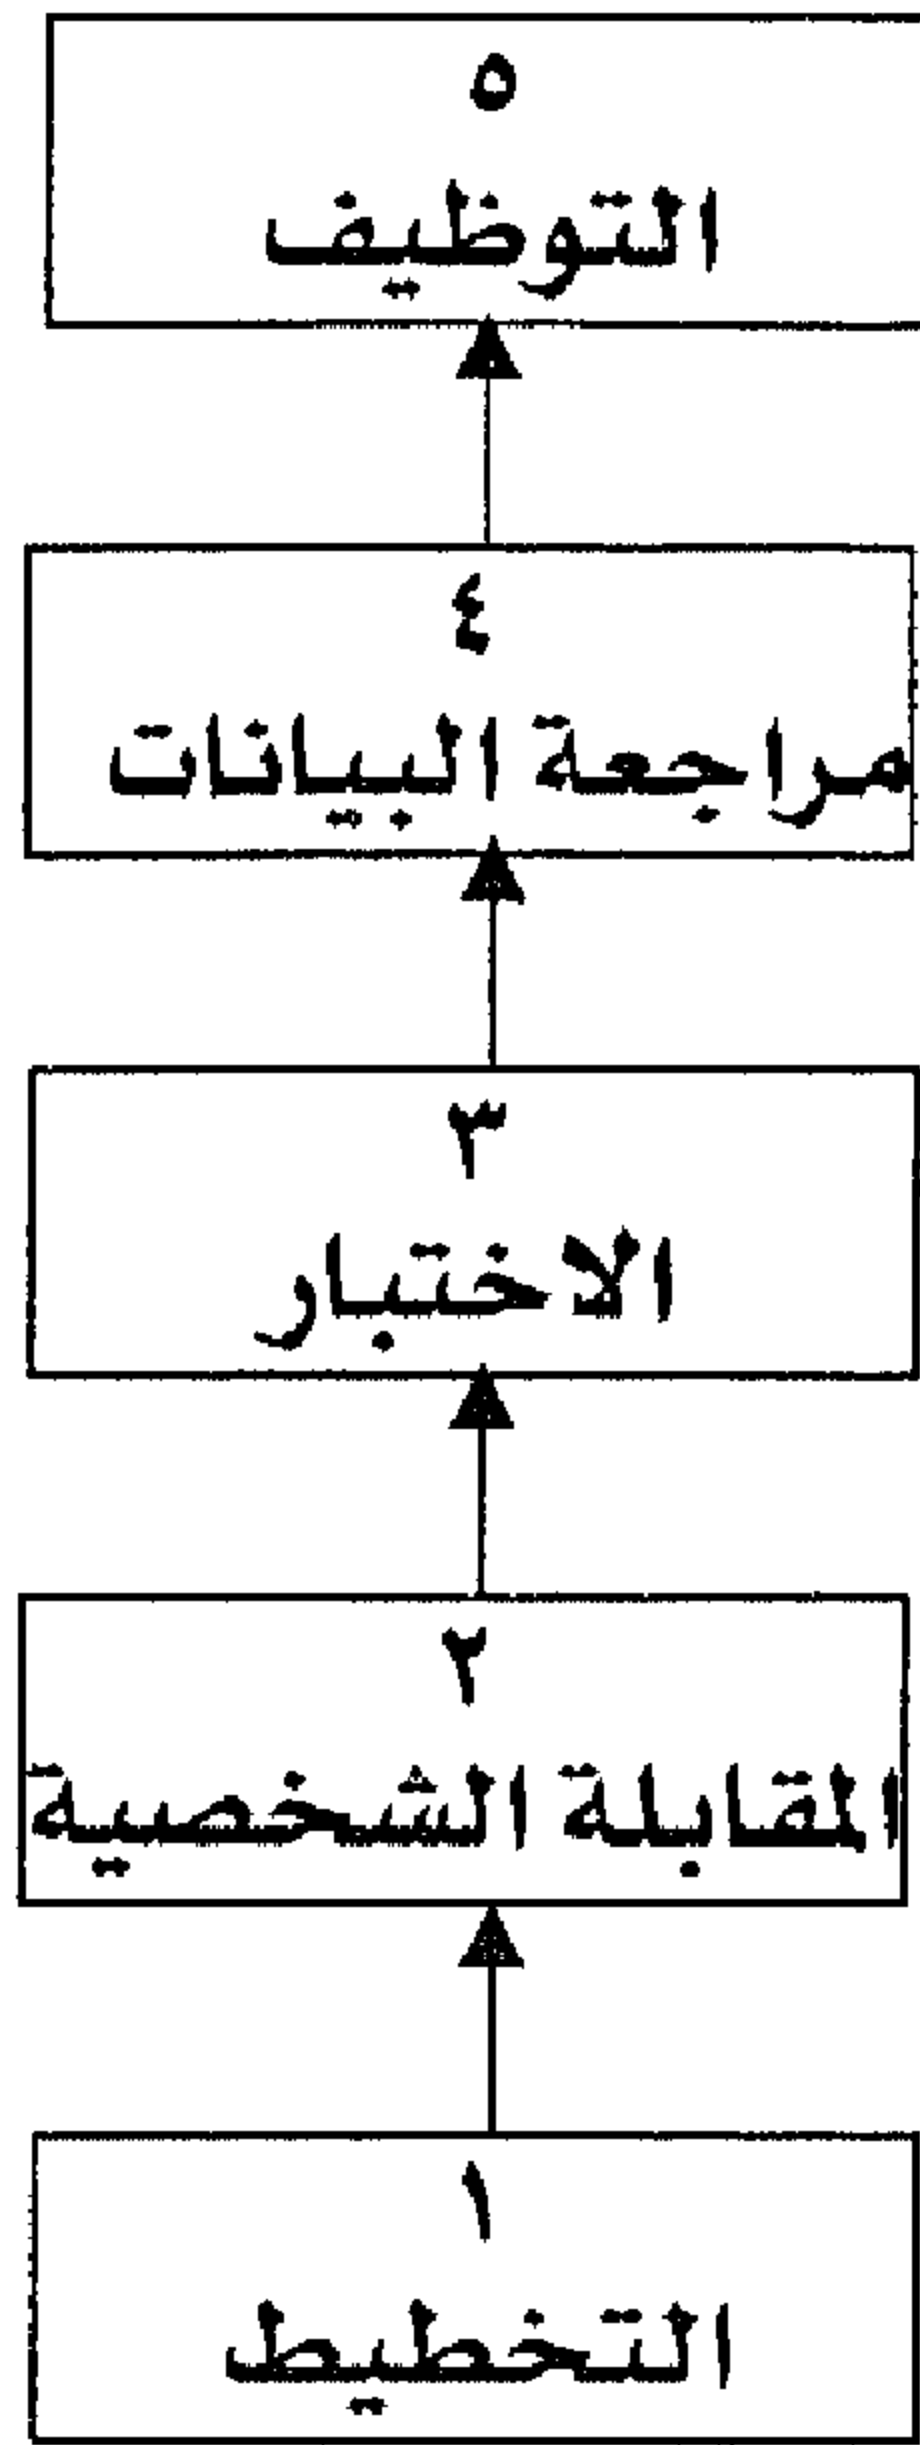 ٥
التوظيف
٤
مراجعة البيانات
٣
الاختبار
٢
المقابلة الشخصية
١
التخطيط